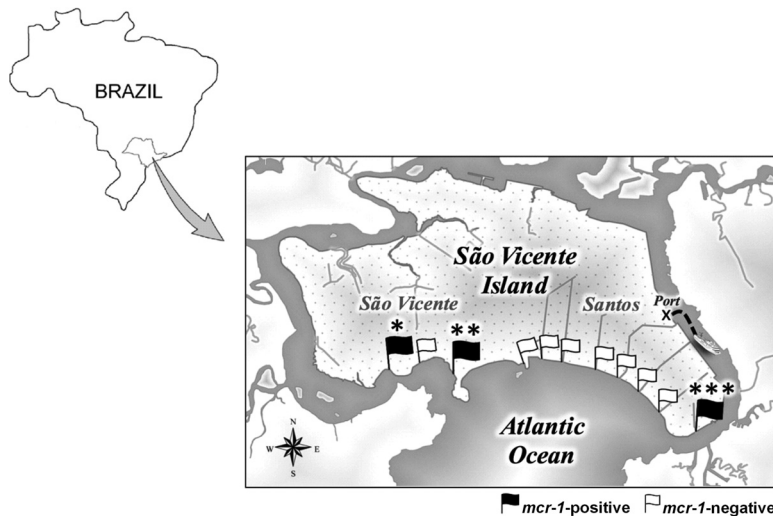 BRAZIL
São Vicente
Island
São Vicente
Santos
Port
X
*
**
***
Atlantic
Ocean
N
W E
S
mcr-1-positive mcr-1-negative